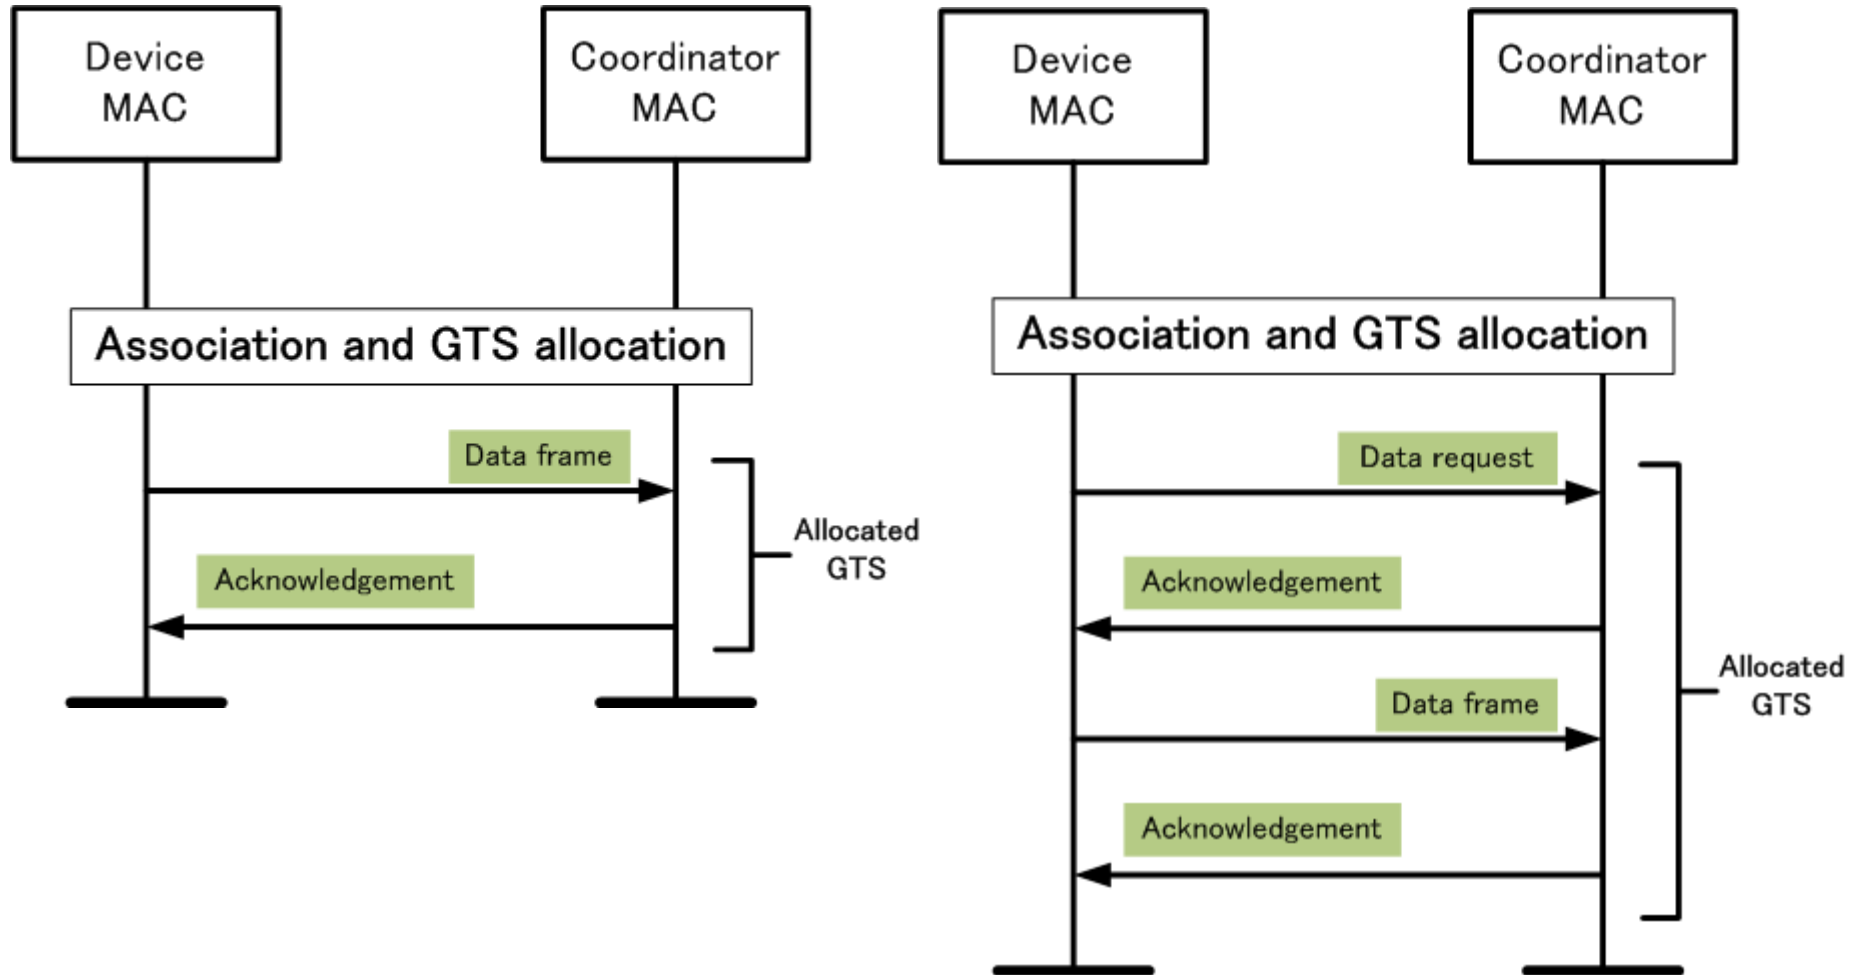 Device
MAC
Coordinator
MAC
Association and GTS allocation
Data frame
Acknowledgement
Allocated
GTS
Device
MAC
Coordinator
MAC
Association and GTS allocation
Data request
Acknowledgement
Data frame
Acknowledgement
Allocated
GTS